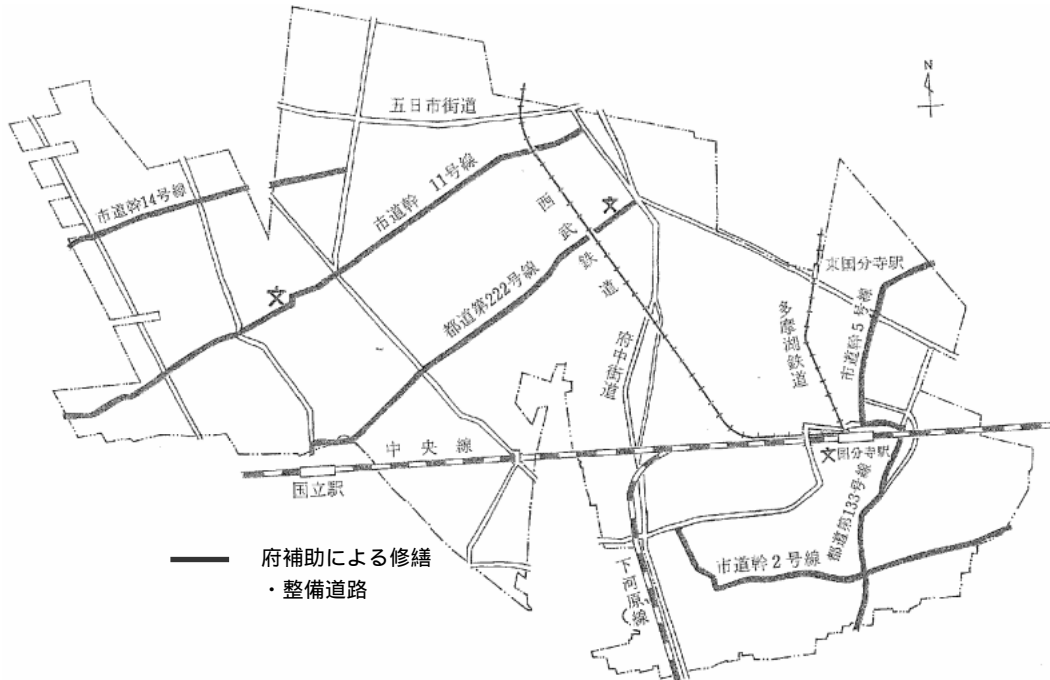 N
五日市街道
市道幹14号線
市道幹 11号線
西武鉄道
都道第222号線
東国分寺駅
多摩湖鉄道
市道幹5号線
府中街道
中央線
国立駅
国分寺駅
都道第133号線
市道幹2号線
下河原線
府補助による修繕
・整備道路